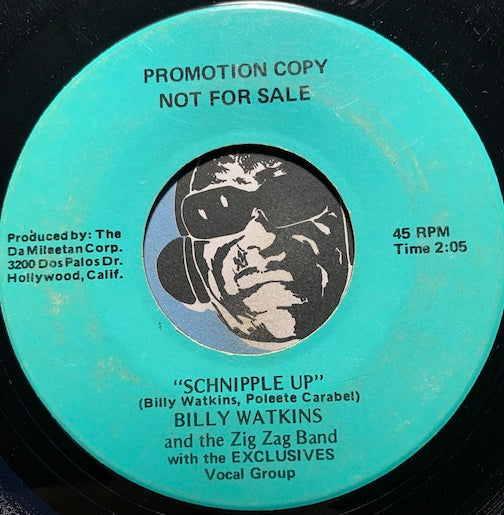 PROMOTION COPY
NOT FOR SALE
Produced by: The
DaMileetan Corp.
3200 Dos Palos Dr.
Hollywood, Calif.
45 RPM
Time 2:05
"SCHNIPPLE UP"
(Billy Watkins, Poleete Carabel)
BILLY WATKINS
and the Zig Zag Band
with the EXCLUSIVES
Vocal Group